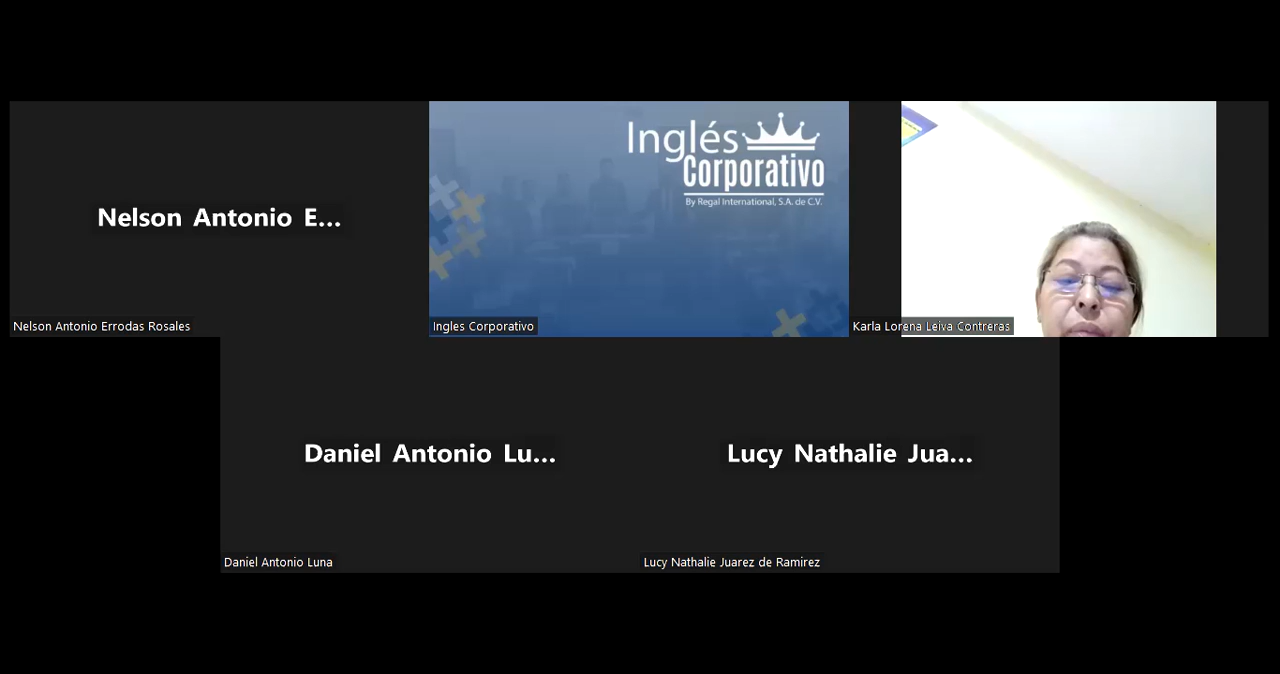 Nelson Antonio E...
Nelson Antonio Errodas Rosales
Inglés
Corporativo
By Regal International, S.A. de C.V.
Ingles Corporativo
Karla Lorena Leiva Contreras
Daniel Antonio Lu...
Daniel Antonio Luna
Lucy Nathalie Jua...
Lucy Nathalie Juarez de Ramirez